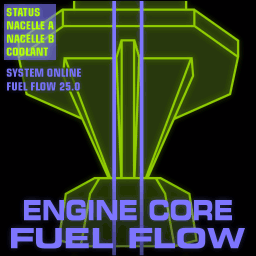 STATUS
NACELLE A
NACELLE B
COOLANT
SYSTEM ONLINE
FUEL FLOW 25.0
ENGINE CORE
FUEL FLOW